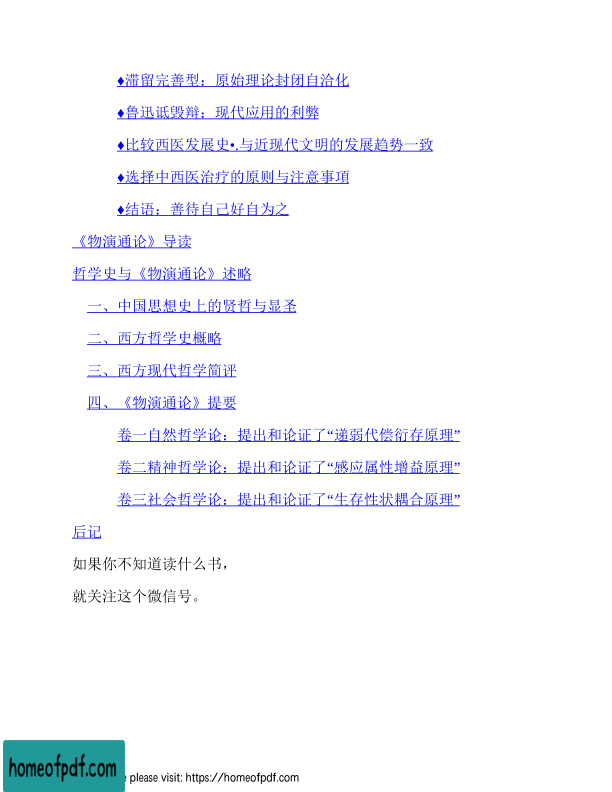 ♦滞留完善型：原始理论封闭自洽化
♦鲁迅诋毁辩：现代应用的利弊
♦比较西医发展史•.与近现代文明的发展趋势一致
♦选择中西医治疗的原则与注意事項
♦结语：善待自己好自为之
《物演通论》导读
哲学史与《物演通论》述略
一、中国思想史上的贤哲与显圣
二、西方哲学史概略
三、西方现代哲学简评
四、《物演通论》提要
卷一自然哲学论：提出和论证了“递弱代偿衍存原理”
卷二精神哲学论：提出和论证了“感应属性增益原理”
卷三社会哲学论：提出和论证了“生存性状耦合原理”
后记
如果你不知道读什么书，
就关注这个微信号。
homeofpdf.com
e please visit: https://homeofpdf.com